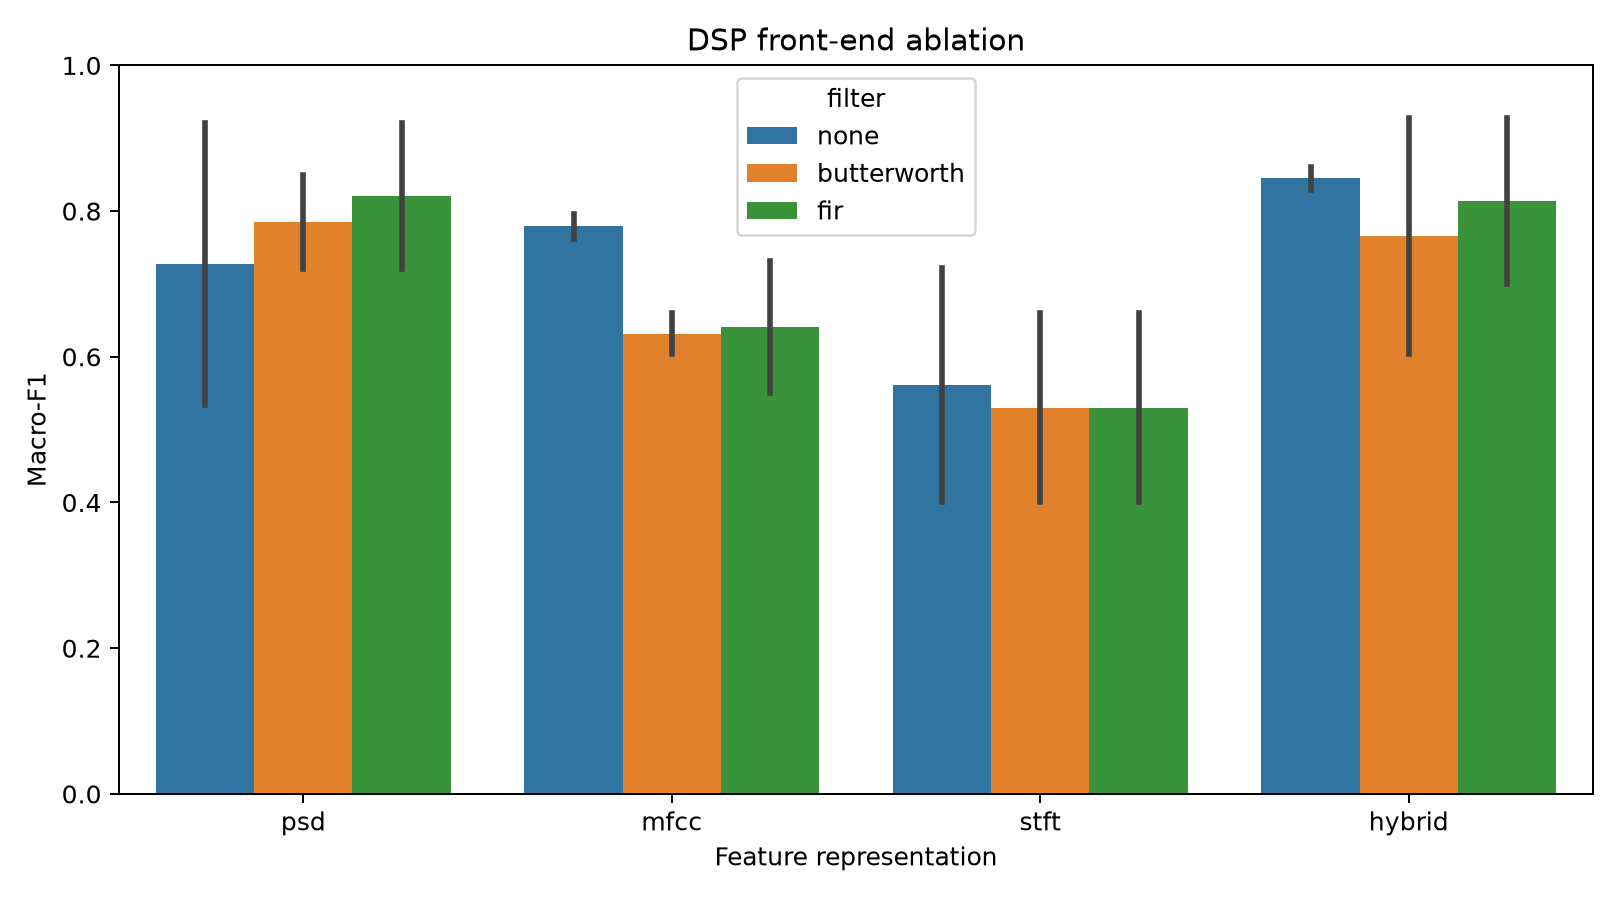 DSP front-end ablation
filter
none
butterworth
fir
Macro-F1
1.0
0.8
0.6
0.4
0.2
0.0
psd
mfcc
stft
hybrid
Feature representation